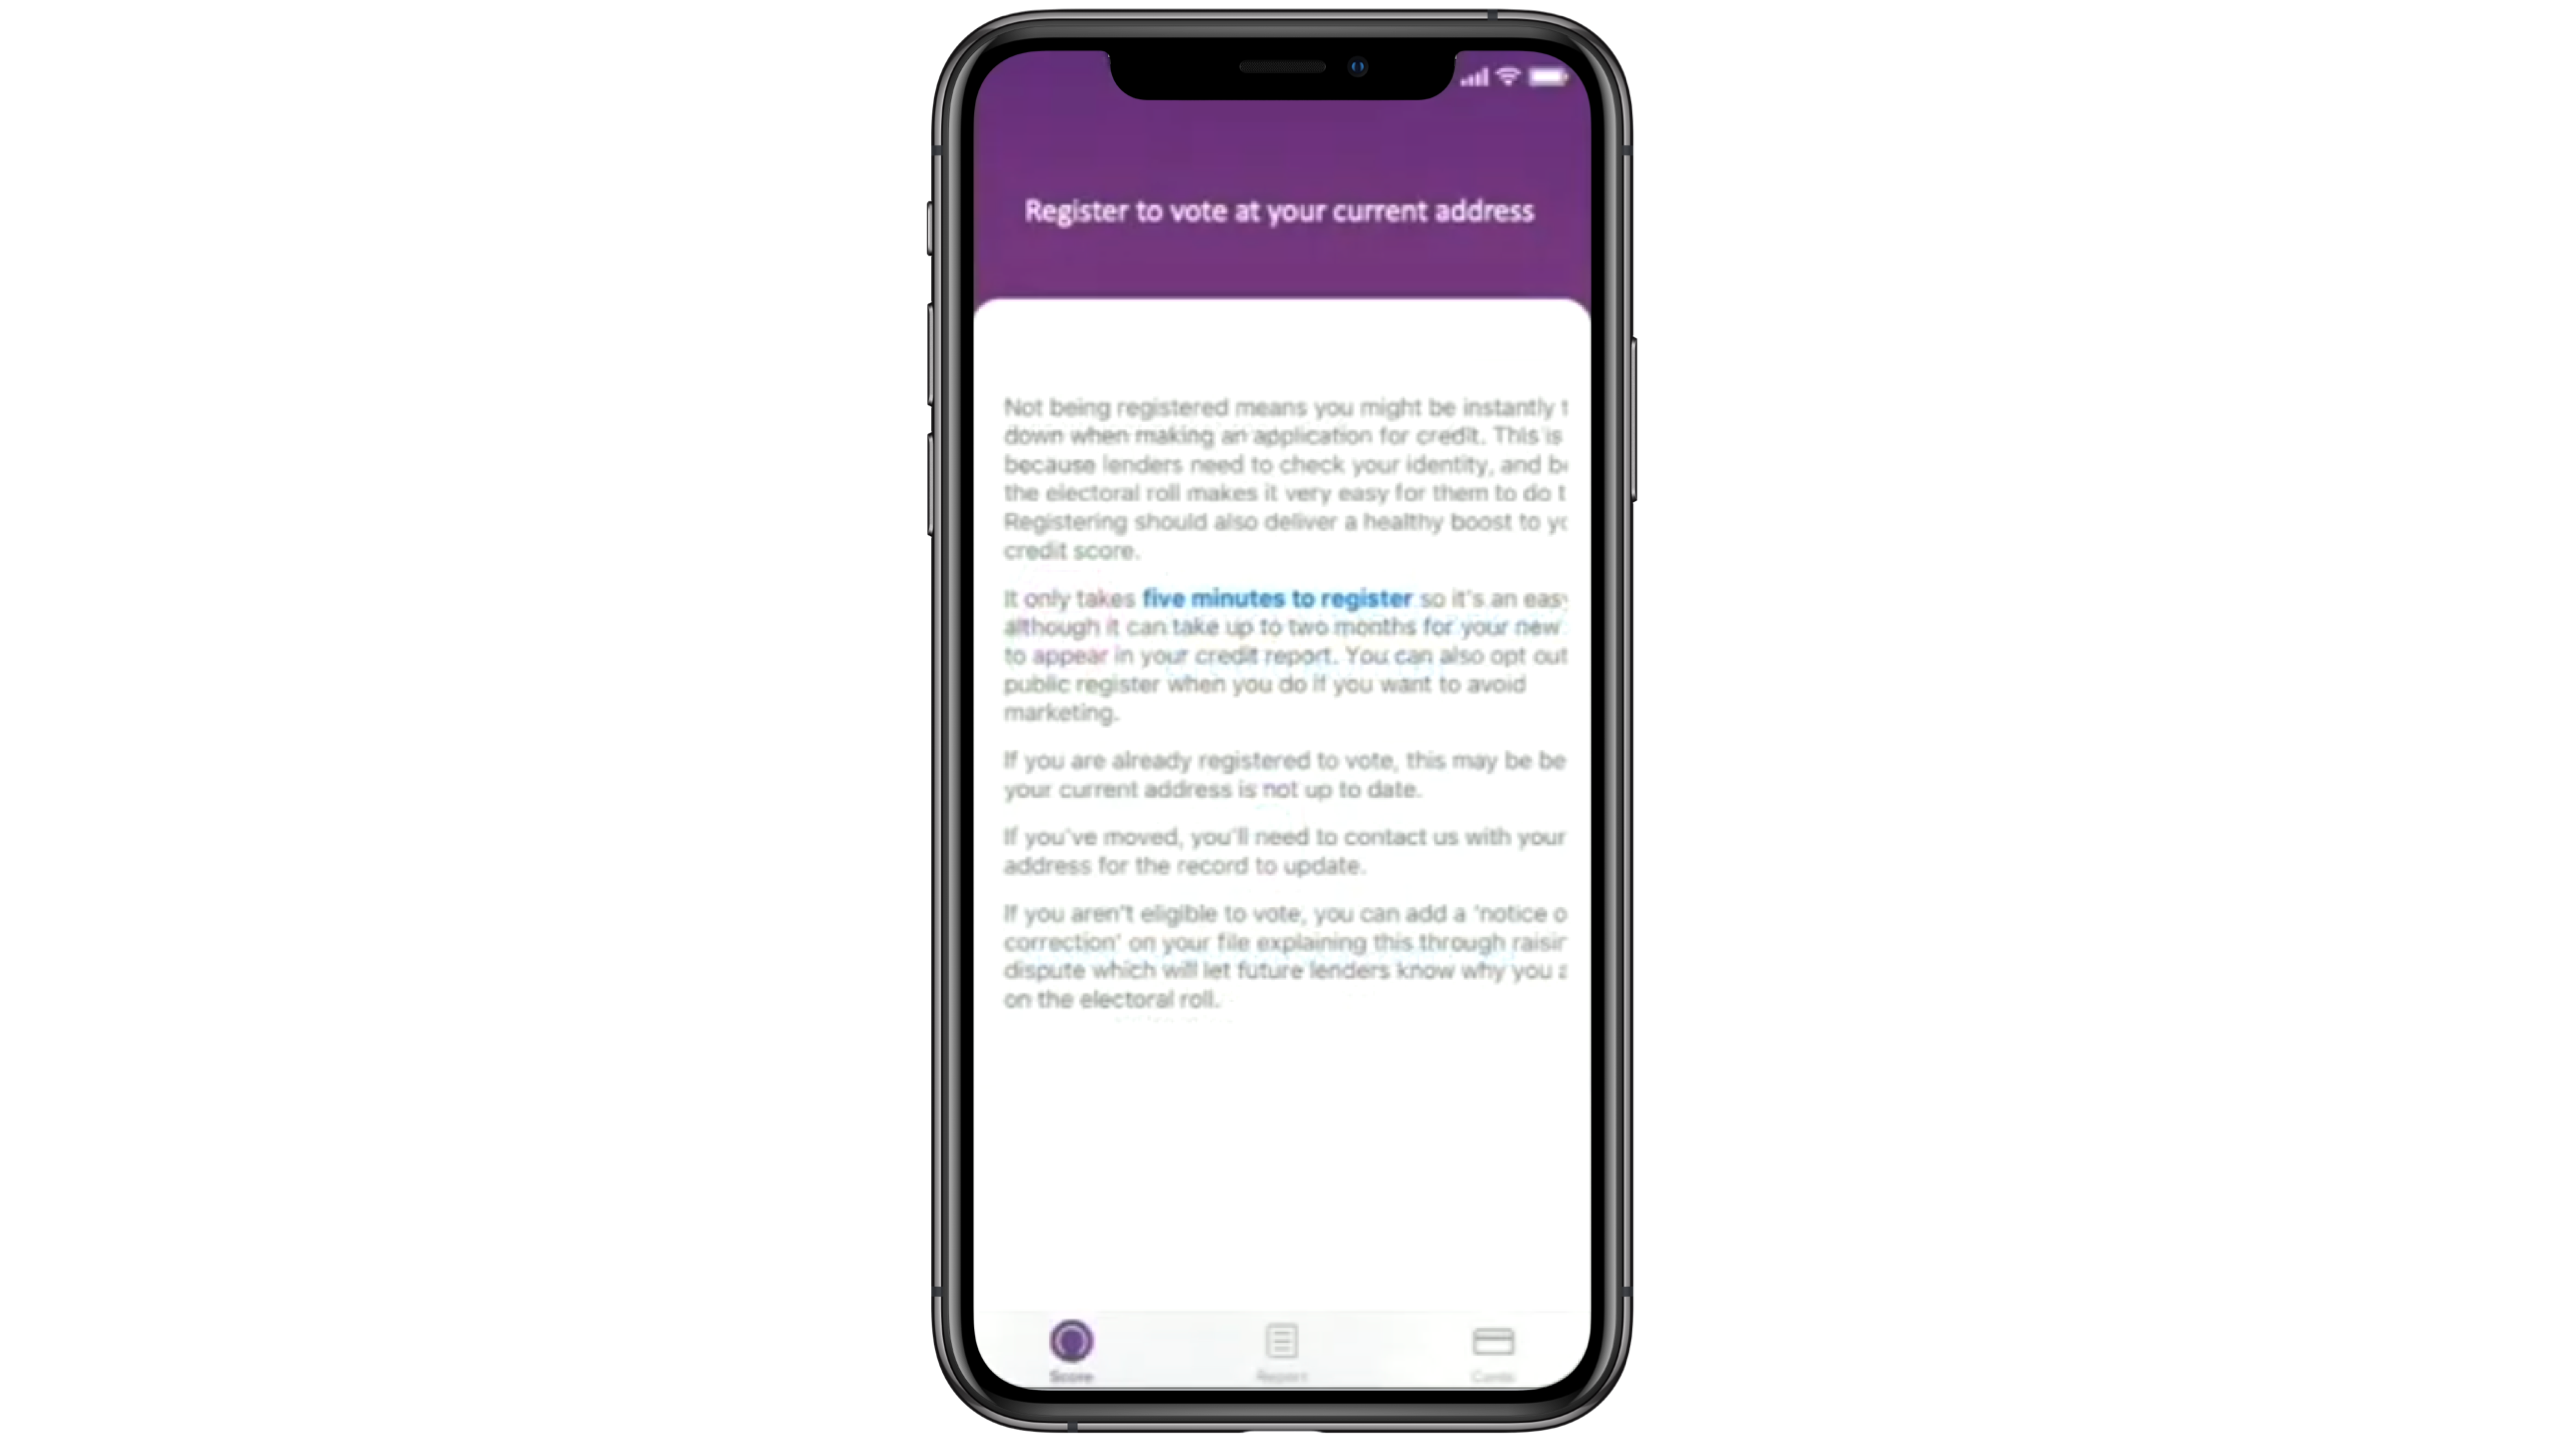 Register to vote at your current address
Not being registered means you might be instantly t
down when making an application for credit. This is
because lenders need to check your identity, and be
the electoral roll makes it very easy for them to do t
Registering should also deliver a healthy boost to yo
credit score.
It only takes five minutes to register so it's an easy
although it can take up to two months for your new
to appear in your credit report. You can also opt out
public register when you do if you want to avoid
marketing.
If you are already registered to vote, this may be be
your current address is not up to date.
If you've moved, you'll need to contact us with your
address for the record to update.
If you aren't eligible to vote, you can add a 'notice o
correction' on your file explaining this through raisin
dispute which will let future lenders know why you a
on the electoral roll.
Score
Report